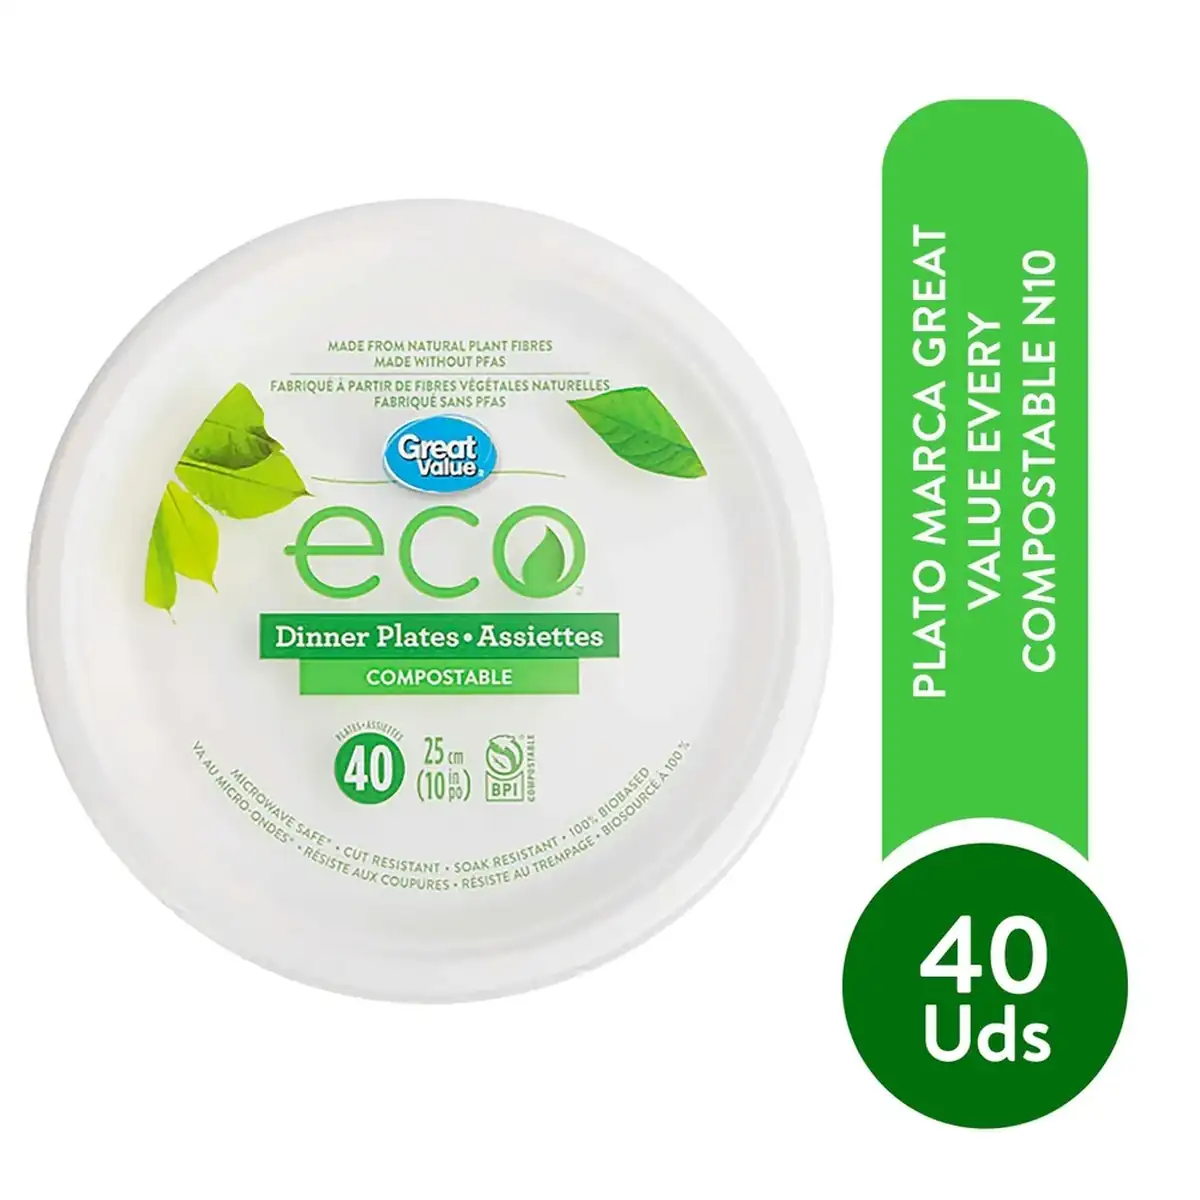 MADE FROM NATURAL PLANT FIBRES
MADE WITHOUT PFAS
FABRIQUÉ À PARTIR DE FIBRES VÉGÉTALES NATURELLES
FABRIQUÉ SANS PFAS
Great
Value
eco
Dinner Plates • Assiettes
COMPOSTABLE
PLATES • ASSIETTES
40
25 cm
(10 in po)
BPI
COMPOSTABLE
MICROWAVE SAFE* • CUT RESISTANT • SOAK RESISTANT • 100% BIOBASED
VA AU MICRO-ONDES* • RÉSISTE AUX COUPURES • RÉSISTE AU TREMPAGE • BIOSOURCÉ À 100 %
PLATO MARCA GREAT
VALUE EVERY
COMPOSTABLE N10
40
Uds